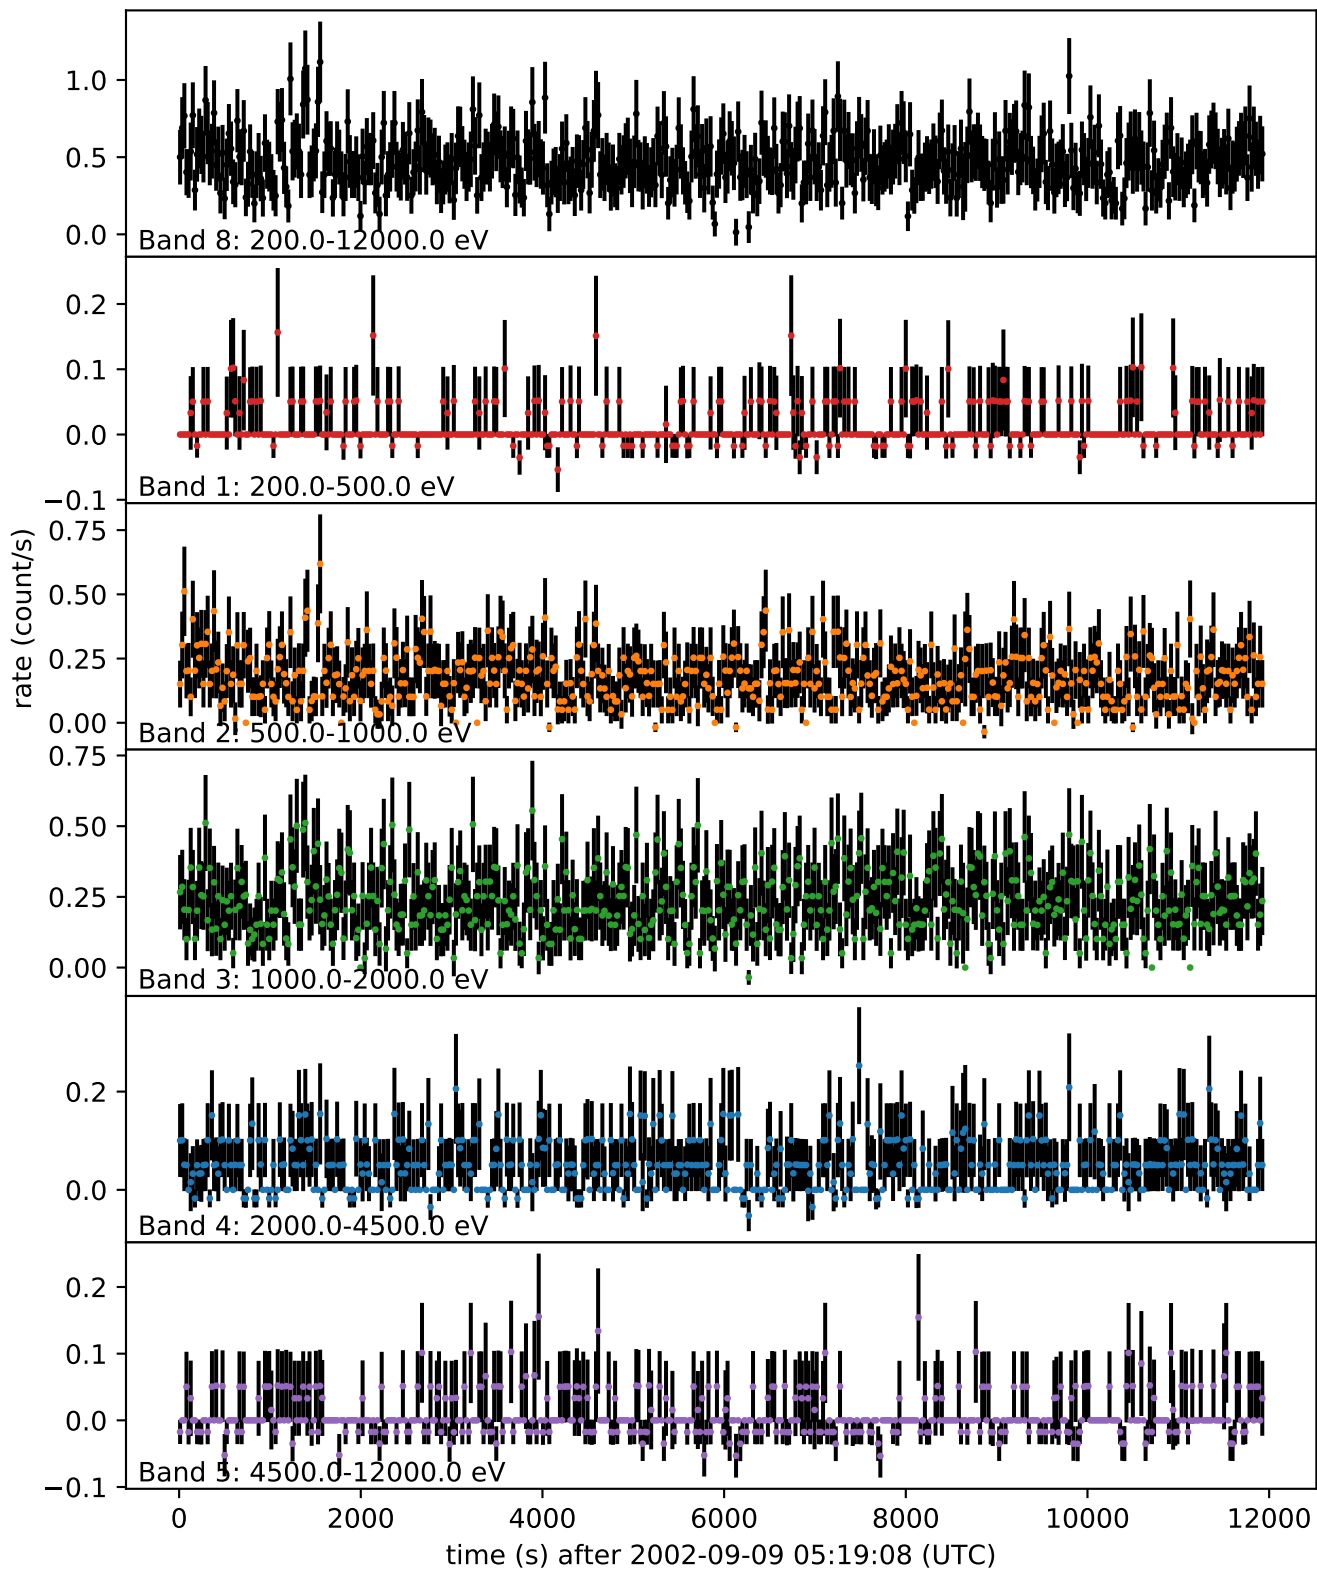 1.0
0.5
0.0
Band 8: 200.0-12000.0 eV
0.2
0.1
0.0
−0.1
Band 1: 200.0-500.0 eV
0.75
0.50
0.25
0.00
Band 2: 500.0-1000.0 eV
rate (count/s)
0.75
0.50
0.25
0.00
Band 3: 1000.0-2000.0 eV
0.2
0.0
Band 4: 2000.0-4500.0 eV
0.2
0.1
0.0
−0.1
Band 5: 4500.0-12000.0 eV
0 2000 4000 6000 8000 10000 12000
time (s) after 2002-09-09 05:19:08 (UTC)